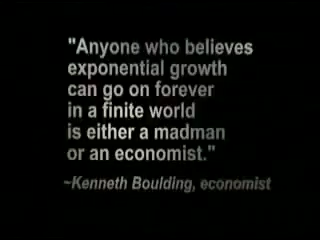 "Anyone who believes
exponential growth
can go on forever
in a finite world
is either a madman
or an economist."
~Kenneth Boulding, economist